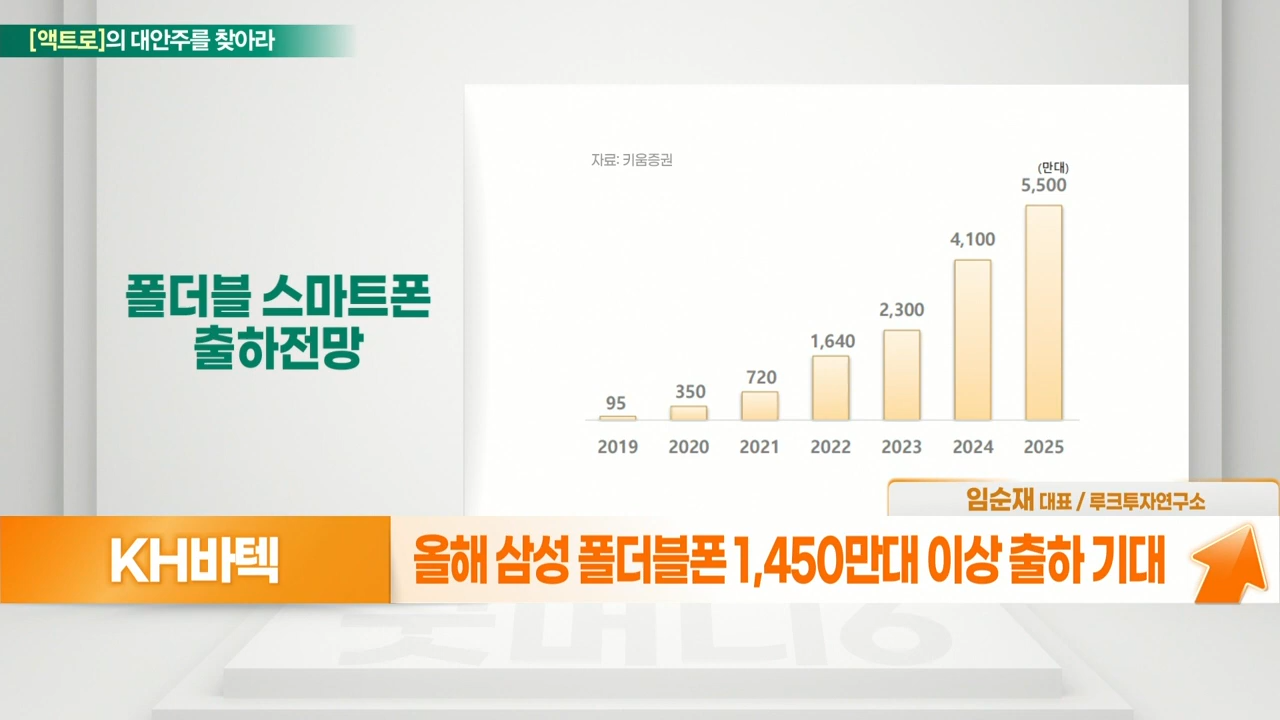 [액트로]의 대안주를 찾아라
자료: 키움증권
(만대)
폴더블 스마트폰
출하전망
95
350
720
1,640
2,300
4,100
5,500
2019
2020
2021
2022
2023
2024
2025
임순재 대표 / 루크투자연구소
KH바텍
올해 삼성 폴더블폰 1,450만대 이상 출하 기대